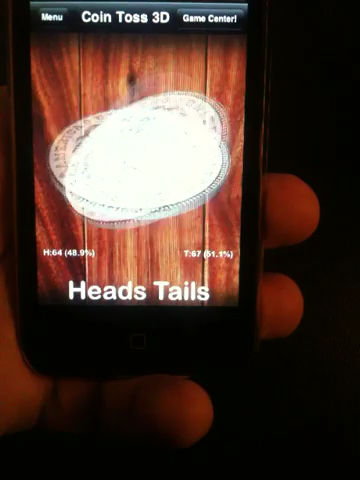 Menu Coin Toss 3D Game Center!
H:64 (48.9%) T:67 (51.1%)
Heads Tails